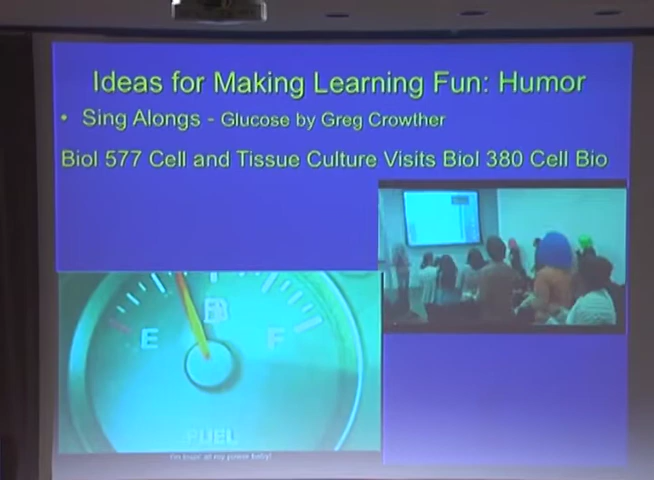 Ideas for Making Learning Fun: Humor
• Sing Alongs - Glucose by Greg Crowther
Biol 577 Cell and Tissue Culture Visits Biol 380 Cell Bio
E
F
FUEL